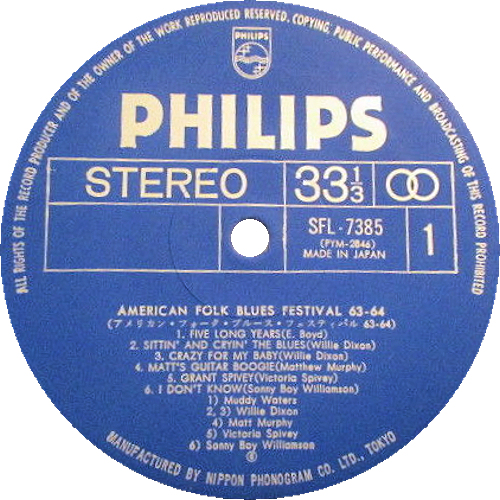 ALL RIGHTS OF THE RECORD PRODUCER AND OF THE OWNER OF THE WORK REPRODUCED RESERVED. COPYING, PUBLIC PERFORMANCE AND BROADCASTING OF THIS RECORD PROHIBITED
PHILIPS
PHILIPS
STEREO 33 1/3
SFL-7385
(PYM-2846)
MADE IN JAPAN
1
AMERICAN FOLK BLUES FESTIVAL 63-64
(アメリカン・フォーク・ブルース・フェスティバル 63-64)
1. FIVE LONG YEARS(E. Boyd)
2. SITTIN' AND CRYIN' THE BLUES(Willie Dixon)
3. CRAZY FOR MY BABY(Willie Dixon)
4. MATT'S GUITAR BOOGIE(Matthew Murphy)
5. GRANT SPIVEY(Victoria Spivey)
6. I DON'T KNOW(Sonny Boy Williamson)
1) Muddy Waters
2, 3) Willie Dixon
4) Matt Murphy
5) Victoria Spivey
6) Sonny Boy Williamson
MANUFACTURED BY NIPPON PHONOGRAM CO. LTD., TOKYO